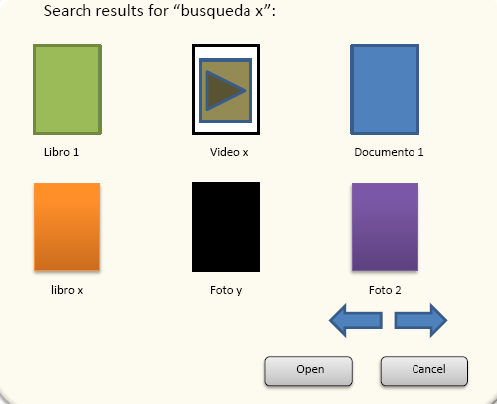 Search results for “busqueda x”:
Libro 1
Video x
Documento 1
libro x
Foto y
Foto 2
Open
Cancel